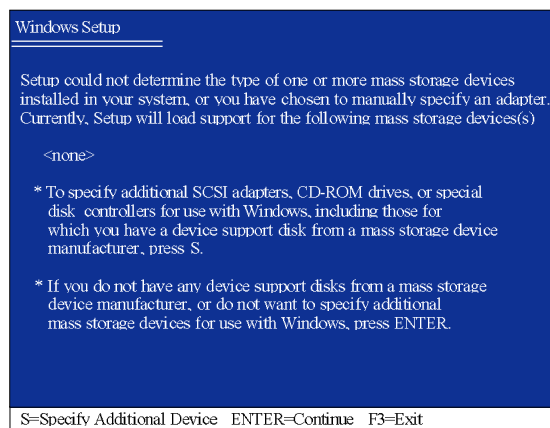 Windows Setup
Setup could not determine the type of one or more mass storage devices
installed in your system, or you have chosen to manually specify an adapter.
Currently, Setup will load support for the following mass storage devices(s)
<none>
* To specify additional SCSI adapters, CD-ROM drives, or special
disk controllers for use with Windows, including those for
which you have a device support disk from a mass storage device
manufacturer, press S.
* If you do not have any device support disks from a mass storage
device manufacturer, or do not want to specify additional
mass storage devices for use with Windows, press ENTER.
S=Specify Additional Device ENTER=Continue F3=Exit